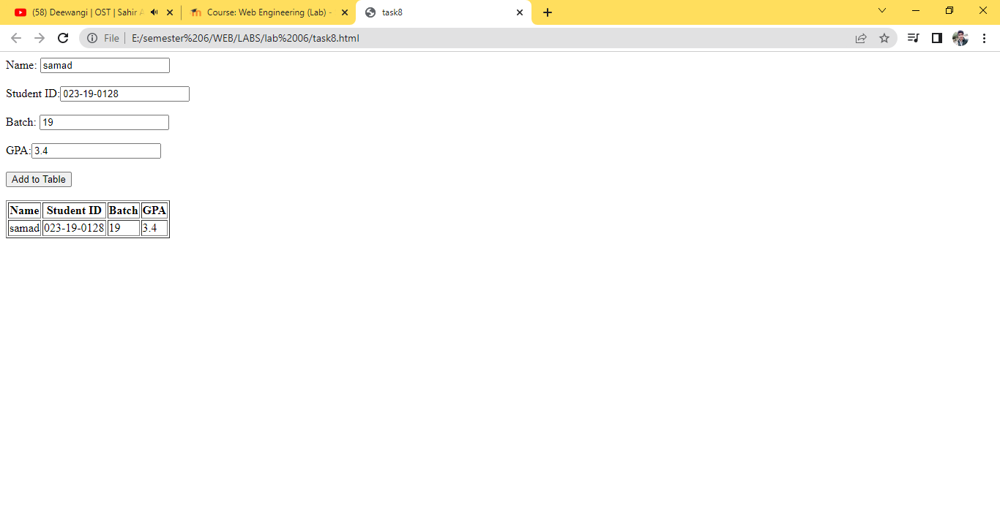 (58) Deewangi | OST | Sahir A
Course: Web Engineering (Lab) -
task8
File | E:/semester%206/WEB/LABS/lab%2006/task8.html
Name: samad
Student ID: 023-19-0128
Batch: 19
GPA: 3.4
Add to Table
Name Student ID Batch GPA
samad 023-19-0128 19 3.4